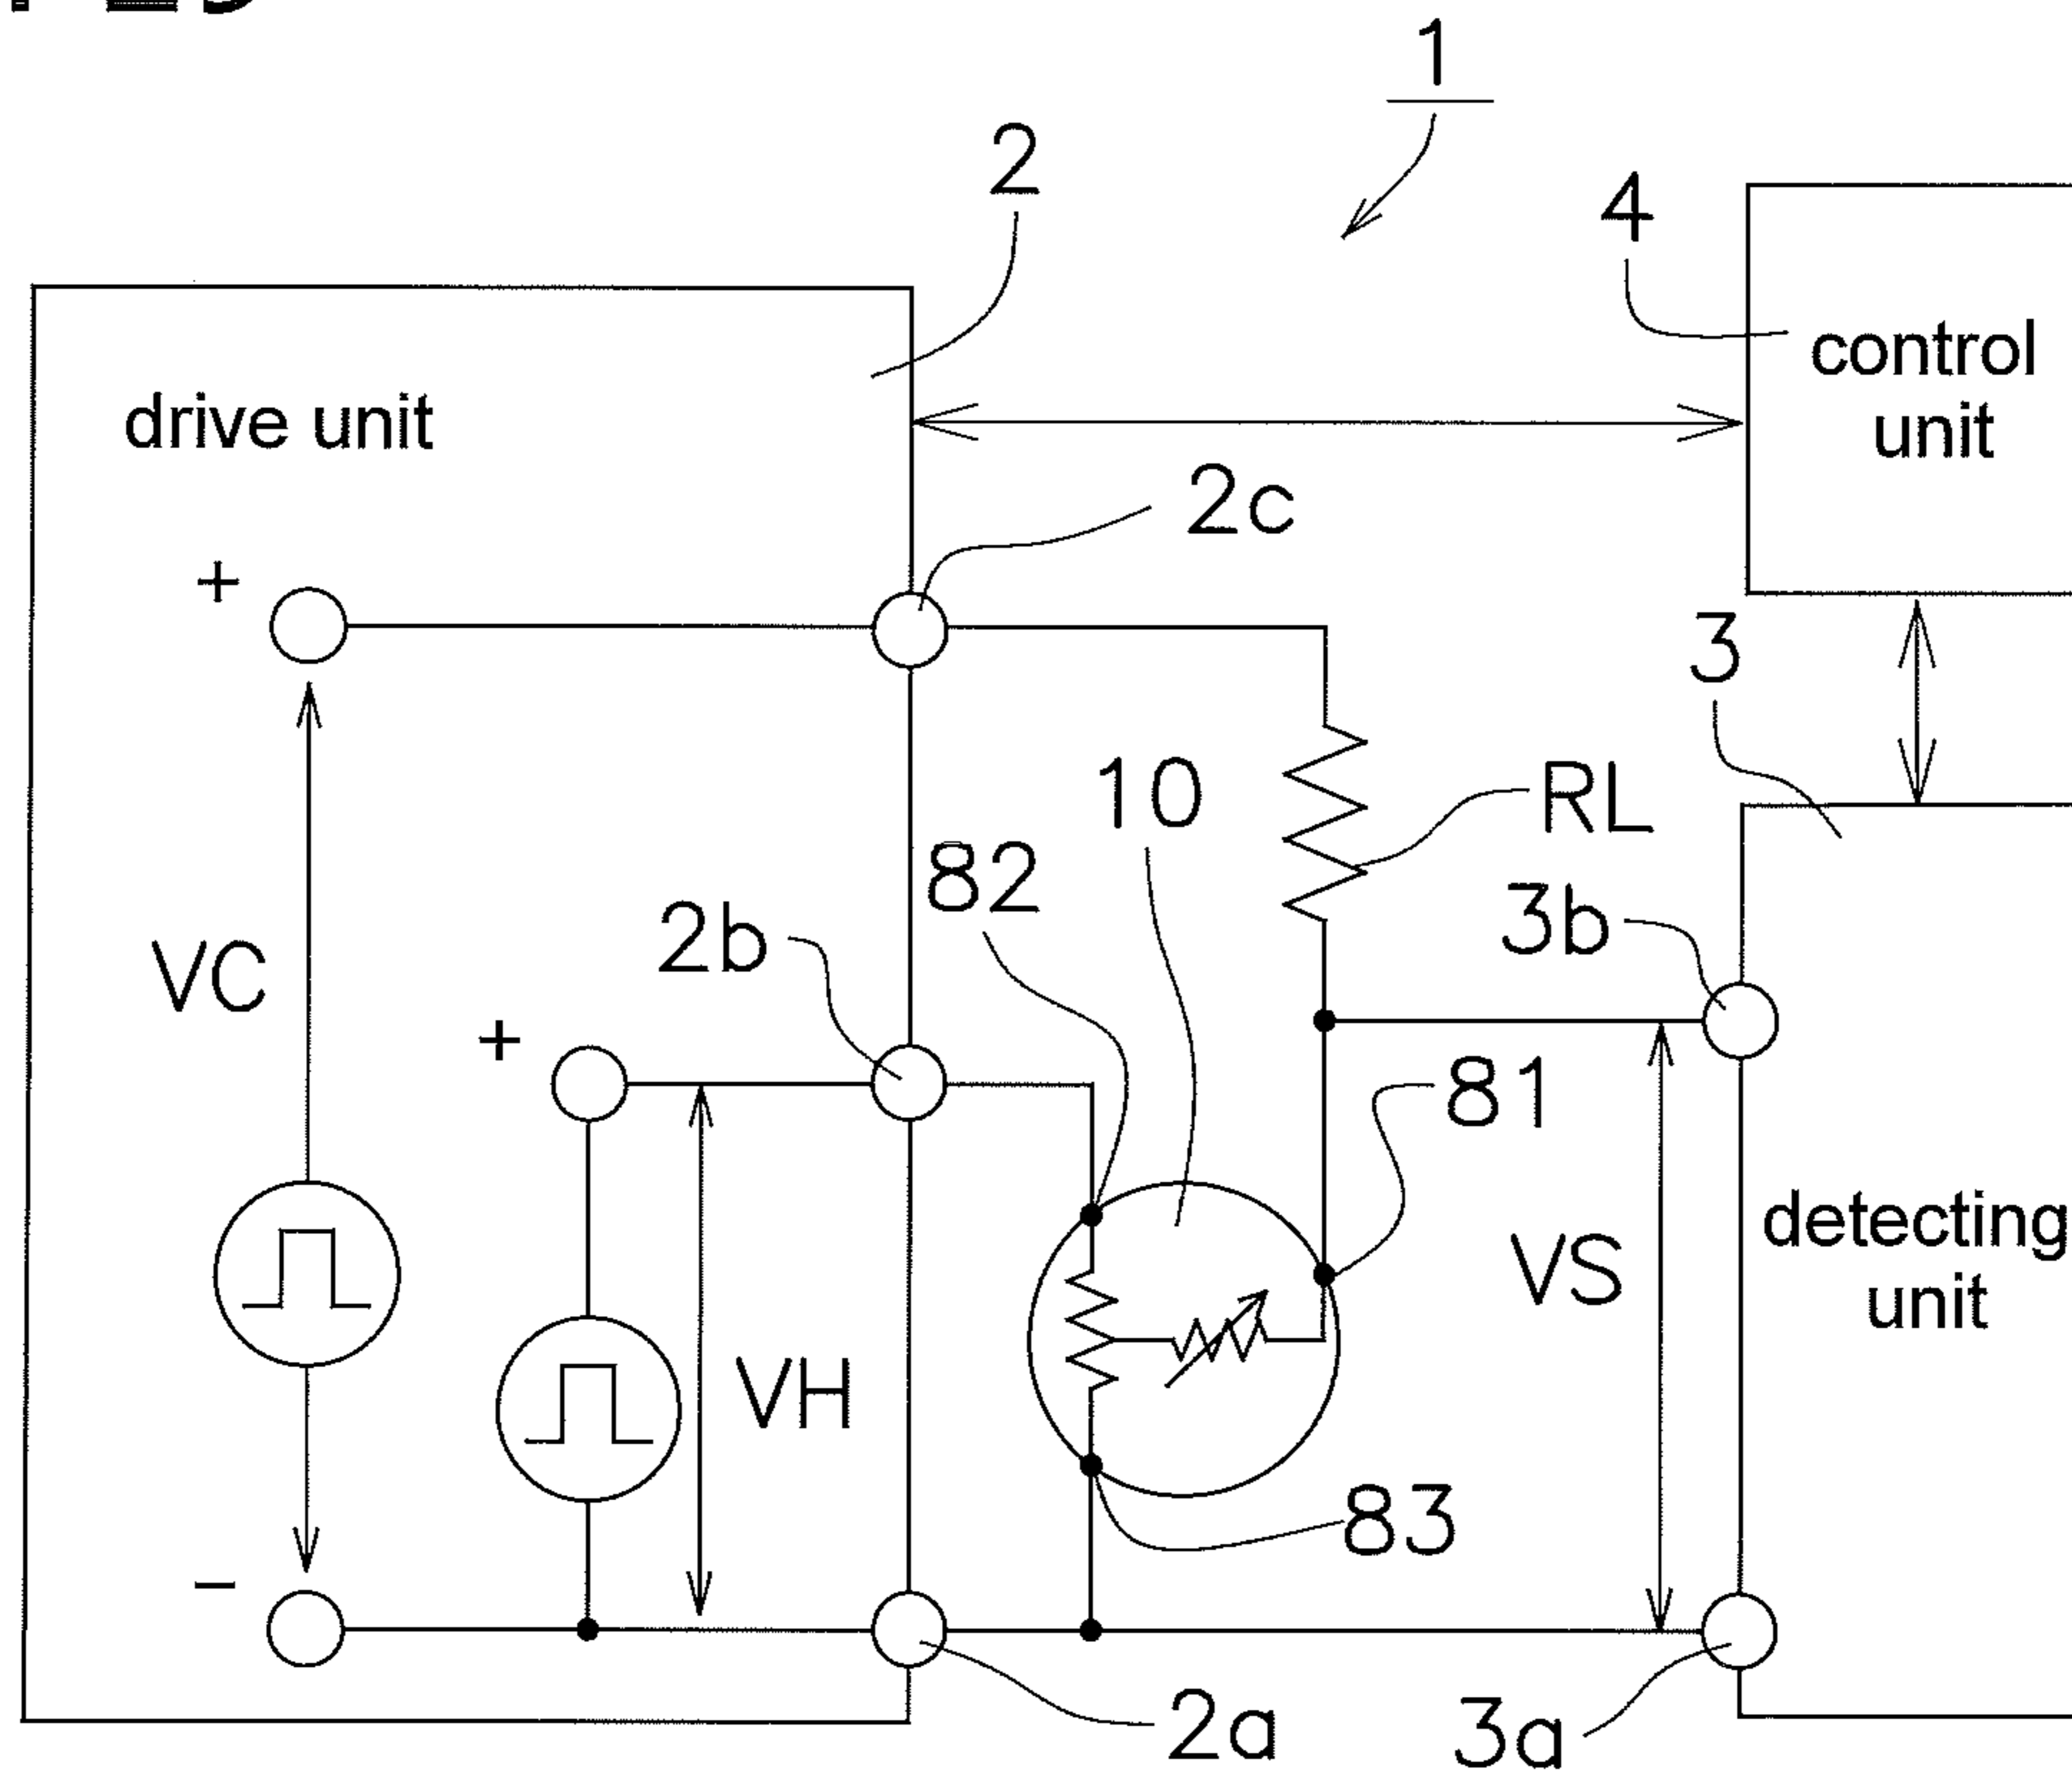 1
2
4
control
unit
drive unit
2c
+
3
10
RL
82
3b
2b
VC
+
81
detecting
VS
unit
VH
83
−
2a
3a